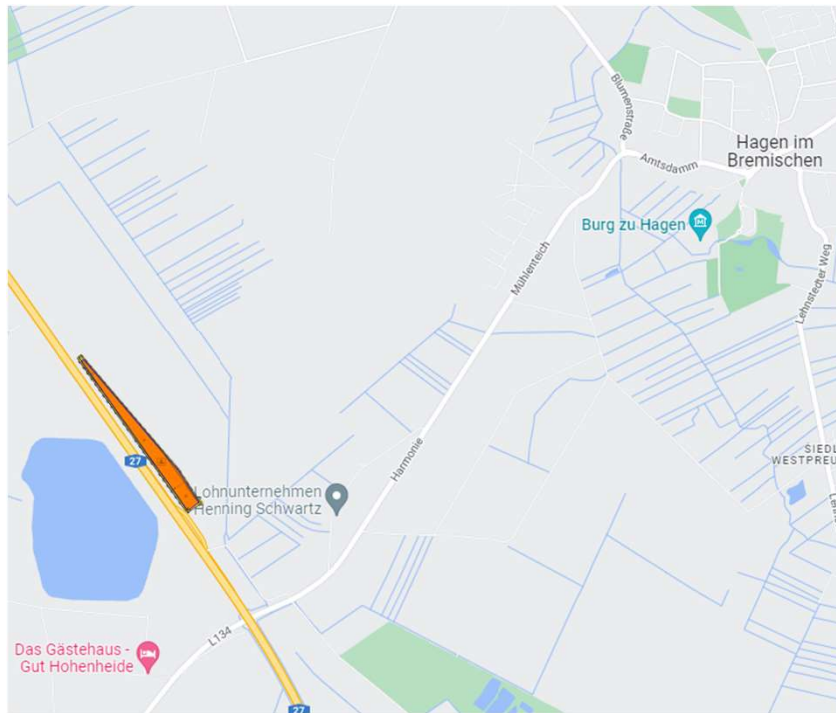 Blumenstraße
Hagen im
Bremischen
Amtsdamm
Burg zu Hagen
Mühlenteich
Lehnstedter Weg
27
Harmonie
SIEDL
WESTPREU
Lohnunternehmen
Henning Schwartz
L134
Das Gästehaus -
Gut Hohenheide
27